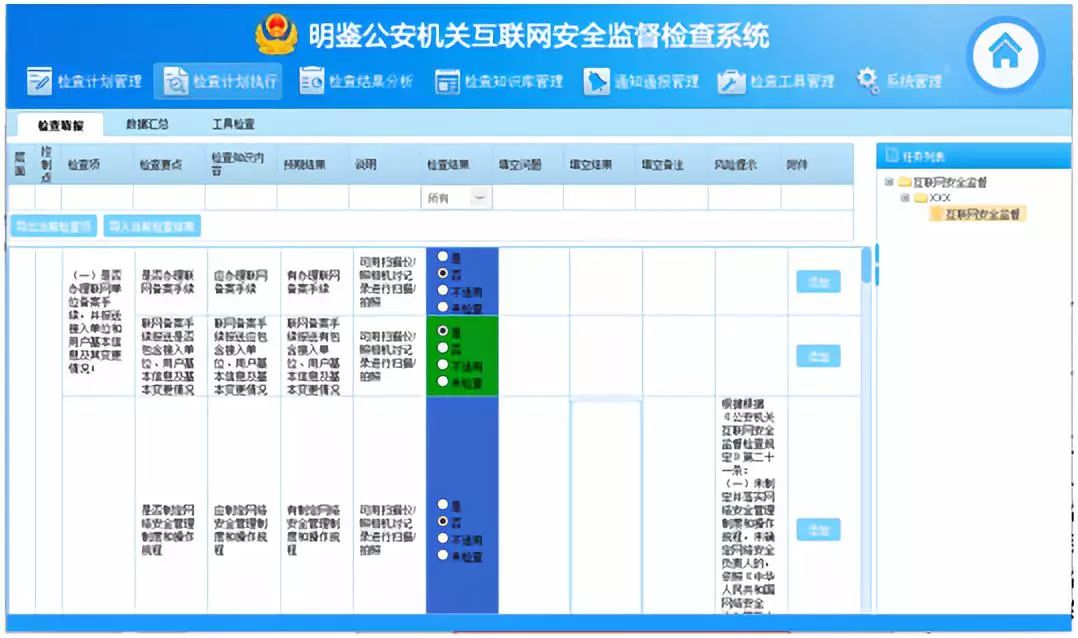 明鉴公安机关互联网安全监督检查系统
检查计划管理
检查计划执行
检查结果分析
检查知识库管理
通知通报管理
检查工具管理
系统管理
检查填报
数据汇总
工具检查
层面
控制点
检查项
检查要点
检查知识内容
预期结果
说明
检查结果
填空问题
填空结果
填空备注
风险提示
附件
所有
导出当前检查项
导入当前检查结果
任务列表
互联网安全监督
XXX
互联网安全监督
(一)是否
办理联网单
位备案手
续,并报送
接入单位和
用户基本信
息及其变更
情况;
是否办理联
网备案手续
应办理联网
备案手续
有办理联网
备案手续
可用扫描仪/
照相机对记
录进行扫描/
拍照
是
否
不适用
未检查
添加
联网备案手
续报送是否
包含接入单
位、用户基
本信息及基
本变更情况
联网备案手
续报送应包
含接入单
位、用户基
本信息及基
本变更情况
联网备案手
续报送有包
含接入单
位、用户基
本信息及基
本变更情况
可用扫描仪/
照相机对记
录进行扫描/
拍照
是
否
不适用
未检查
添加
是否制定网
络安全管理
制度和操作
规程
应制定网络
安全管理制
度和操作规
程
有制定网络
安全管理制
度和操作规
程
可用扫描仪/
照相机对记
录进行扫描/
拍照
是
否
不适用
未检查
根据
《公安机关
互联网安全
监督检查规
定》第二十
一条:
(一)未制
定并落实网
络安全管理
制度和操作
规程,未确
定网络安全
负责人的,
依照《中华
人民共和国
网络安全
添加